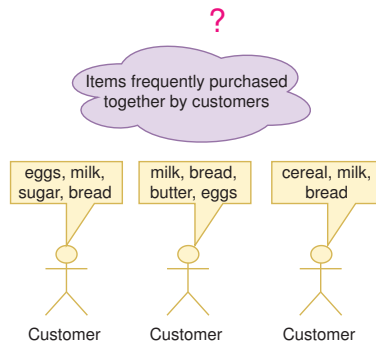 ?
Items frequently purchased
together by customers
eggs, milk,
sugar, bread
milk, bread,
butter, eggs
cereal, milk,
bread
Customer
Customer
Customer